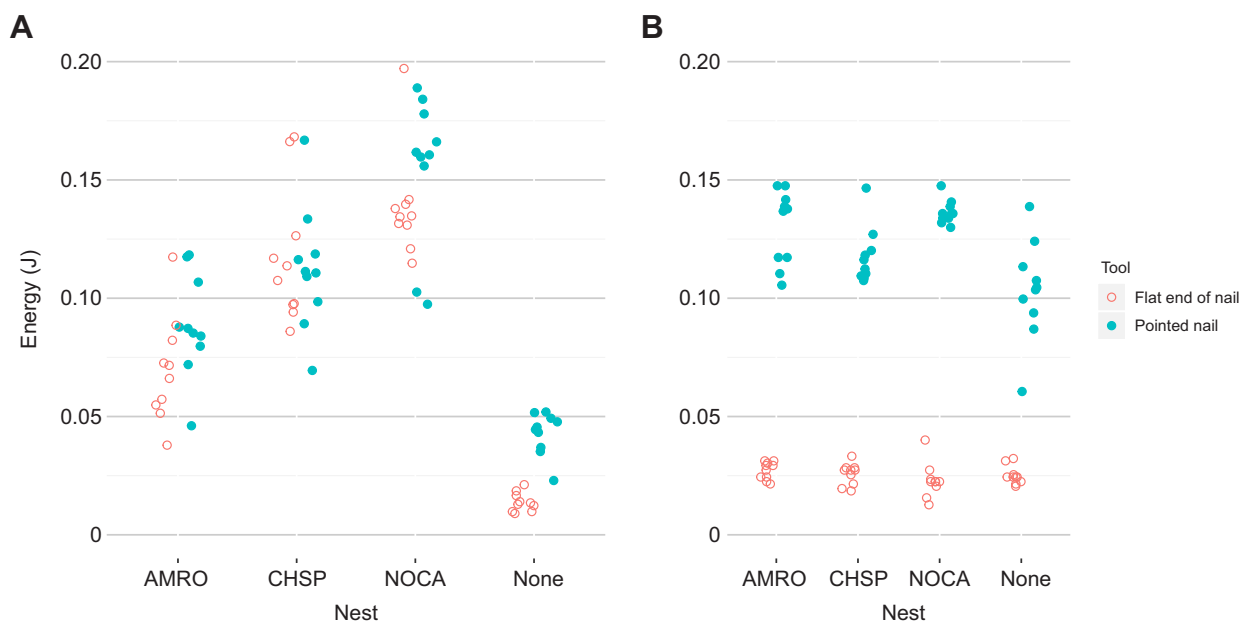 A
Energy (J)
0.20
0.15
0.10
0.05
0
AMRO
CHSP
NOCA
None
Nest
B
0.20
0.15
0.10
0.05
0
AMRO
CHSP
NOCA
None
Nest
Tool
Flat end of nail
Pointed nail